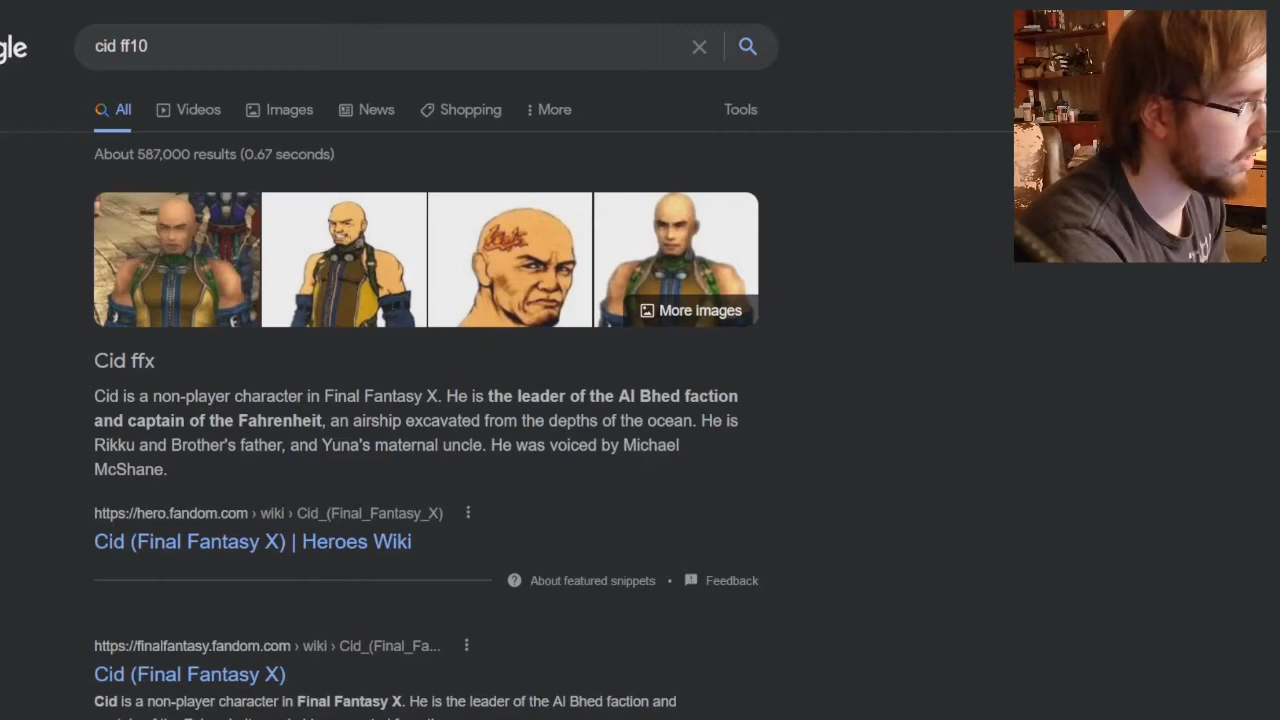 gle
cid ff10
All Videos Images News Shopping More Tools
About 587,000 results (0.67 seconds)
More images
Cid ffx
Cid is a non-player character in Final Fantasy X. He is the leader of the Al Bhed faction
and captain of the Fahrenheit, an airship excavated from the depths of the ocean. He is
Rikku and Brother's father, and Yuna's maternal uncle. He was voiced by Michael
McShane.
https://hero.fandom.com › wiki › Cid_(Final_Fantasy_X)
Cid (Final Fantasy X) | Heroes Wiki
About featured snippets • Feedback
https://finalfantasy.fandom.com › wiki › Cid_(Final_Fa...
Cid (Final Fantasy X)
Cid is a non-player character in Final Fantasy X. He is the leader of the Al Bhed faction and